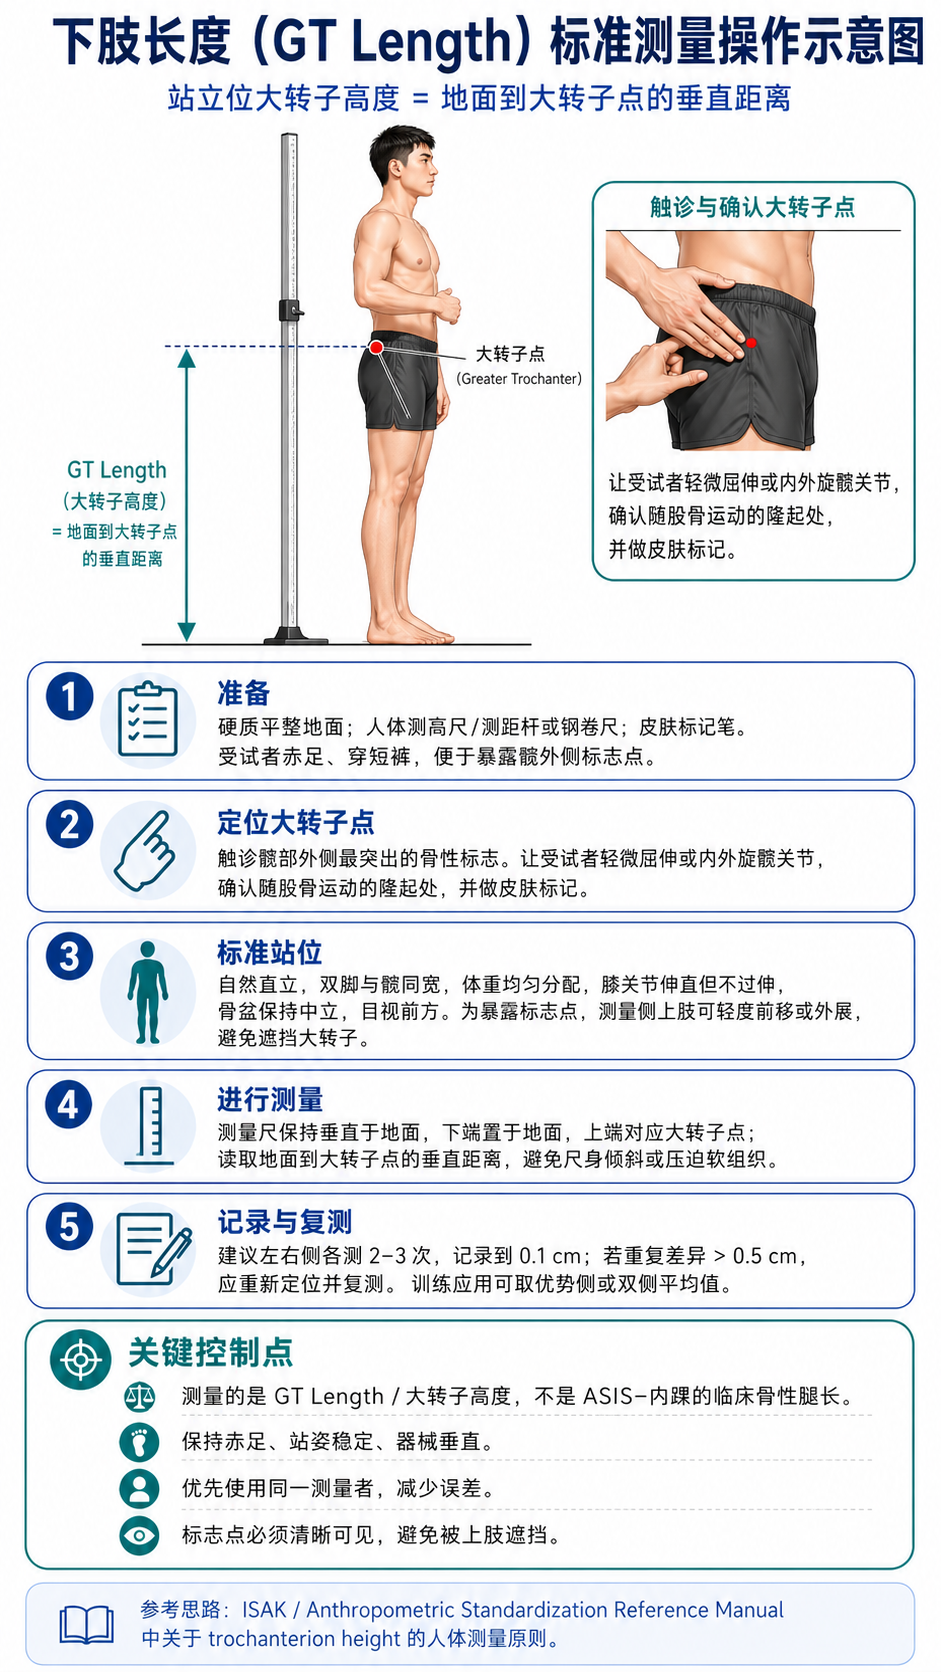 下肢长度（GT Length）标准测量操作示意图
站立位大转子高度 = 地面到大转子点的垂直距离
触诊与确认大转子点
大转子点
(Greater Trochanter)
GT Length
（大转子高度）
= 地面到大转子点
的垂直距离
让受试者轻微屈伸或内外旋髋关节，
确认随股骨运动的隆起处，
并做皮肤标记。
1
准备
硬质平整地面；人体测高尺/测距杆或钢卷尺；皮肤标记笔。
受试者赤足、穿短裤，便于暴露髋外侧标志点。
2
定位大转子点
触诊髋部外侧最突出的骨性标志。让受试者轻微屈伸或内外旋髋关节，
确认随股骨运动的隆起处，并做皮肤标记。
3
标准站位
自然直立，双脚与髋同宽，体重均匀分配，膝关节伸直但不过伸，
骨盆保持中立，目视前方。为暴露标志点，测量侧上肢可轻度前移或外展，
避免遮挡大转子。
4
进行测量
测量尺保持垂直于地面，下端置于地面，上端对应大转子点；
读取地面到大转子点的垂直距离，避免尺身倾斜或压迫软组织。
5
记录与复测
建议左右侧各测 2–3 次，记录到 0.1 cm；若重复差异 > 0.5 cm，
应重新定位并复测。 训练应用可取优势侧或双侧平均值。
关键控制点
测量的是 GT Length / 大转子高度，不是 ASIS–内踝的临床骨性腿长。
保持赤足、站姿稳定、器械垂直。
优先使用同一测量者，减少误差。
标志点必须清晰可见，避免被上肢遮挡。
参考思路：ISAK / Anthropometric Standardization Reference Manual
中关于 trochanterion height 的人体测量原则。